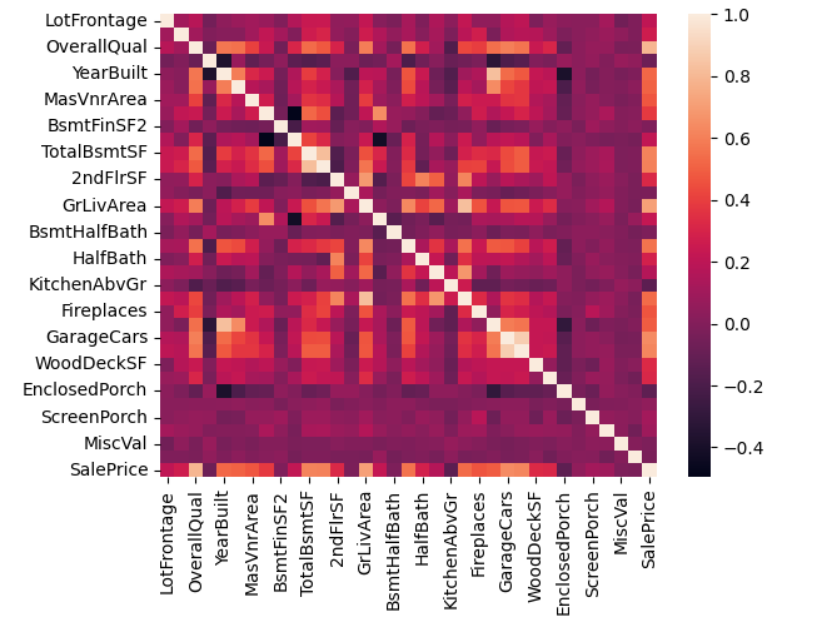 LotFrontage
OverallQual
YearBuilt
MasVnrArea
BsmtFinSF2
TotalBsmtSF
2ndFlrSF
GrLivArea
BsmtHalfBath
HalfBath
KitchenAbvGr
Fireplaces
GarageCars
WoodDeckSF
EnclosedPorch
ScreenPorch
MiscVal
SalePrice
LotFrontage
OverallQual
YearBuilt
MasVnrArea
BsmtFinSF2
TotalBsmtSF
2ndFlrSF
GrLivArea
BsmtHalfBath
HalfBath
KitchenAbvGr
Fireplaces
GarageCars
WoodDeckSF
EnclosedPorch
ScreenPorch
MiscVal
SalePrice
1.0
0.8
0.6
0.4
0.2
0.0
−0.2
−0.4